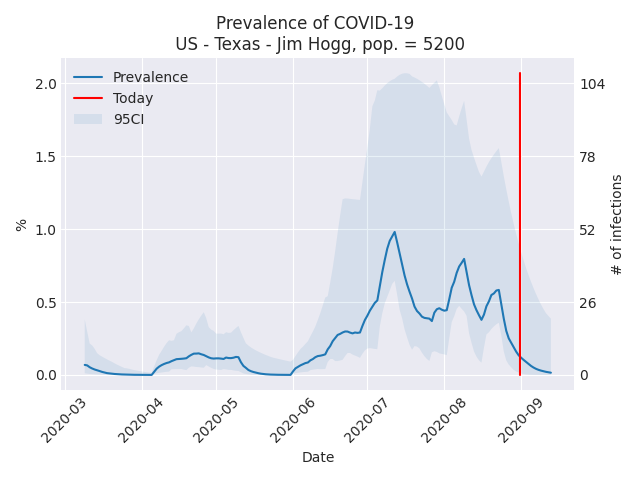 Prevalence of COVID-19
US - Texas - Jim Hogg, pop. = 5200
Prevalence
Today
95CI
%
2.0
1.5
1.0
0.5
0.0
104
78
52
26
0
# of infections
2020-03
2020-04
2020-05
2020-06
2020-07
2020-08
2020-09
Date